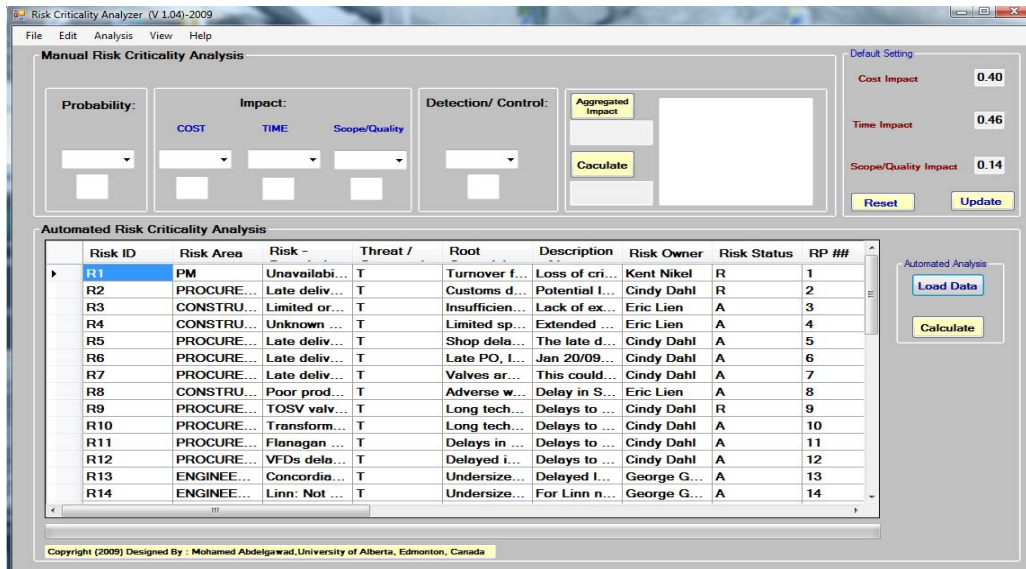 Risk Criticality Analyzer (V 1.04)-2009
File Edit Analysis View Help
Manual Risk Criticality Analysis
Probability:
Impact:
COST TIME Scope/Quality
Detection/ Control:
Aggregated
Impact
Caculate
Default Setting
Cost Impact 0.40
Time Impact 0.46
Scope/Quality Impact 0.14
Reset Update
Automated Risk Criticality Analysis
Risk ID Risk Area Risk - Threat / Root Description Risk Owner Risk Status RP ##
R1 PM Unavailabi... T Turnover f... Loss of cri... Kent Nikel R 1
R2 PROCURE... Late deliv... T Customs d... Potential l... Cindy Dahl R 2
R3 CONSTRU... Limited or... T Insufficien... Lack of ex... Eric Lien A 3
R4 CONSTRU... Unknown ... T Limited sp... Extended ... Eric Lien A 4
R5 PROCURE... Late deliv... T Shop dela... The late d... Cindy Dahl A 5
R6 PROCURE... Late deliv... T Late PO, l... Jan 20/09... Cindy Dahl A 6
R7 PROCURE... Late deliv... T Valves ar... This could... Cindy Dahl A 7
R8 CONSTRU... Poor prod... T Adverse w... Delay in S... Eric Lien A 8
R9 PROCURE... TOSV valv... T Long tech... Delays to ... Cindy Dahl R 9
R10 PROCURE... Transform... T Long tech... Delays to ... Cindy Dahl A 10
R11 PROCURE... Flanagan ... T Delays in ... Delays to ... Cindy Dahl A 11
R12 PROCURE... VFDs dela... T Delayed i... Delays to ... Cindy Dahl A 12
R13 ENGINEE... Concordia... T Undersize... Delayed I... George G... A 13
R14 ENGINEE... Linn: Not ... T Undersize... For Linn n... George G... A 14
Automated Analysis
Load Data
Calculate
Copyright (2009) Designed By : Mohamed Abdelgawad,University of Alberta, Edmonton, Canada